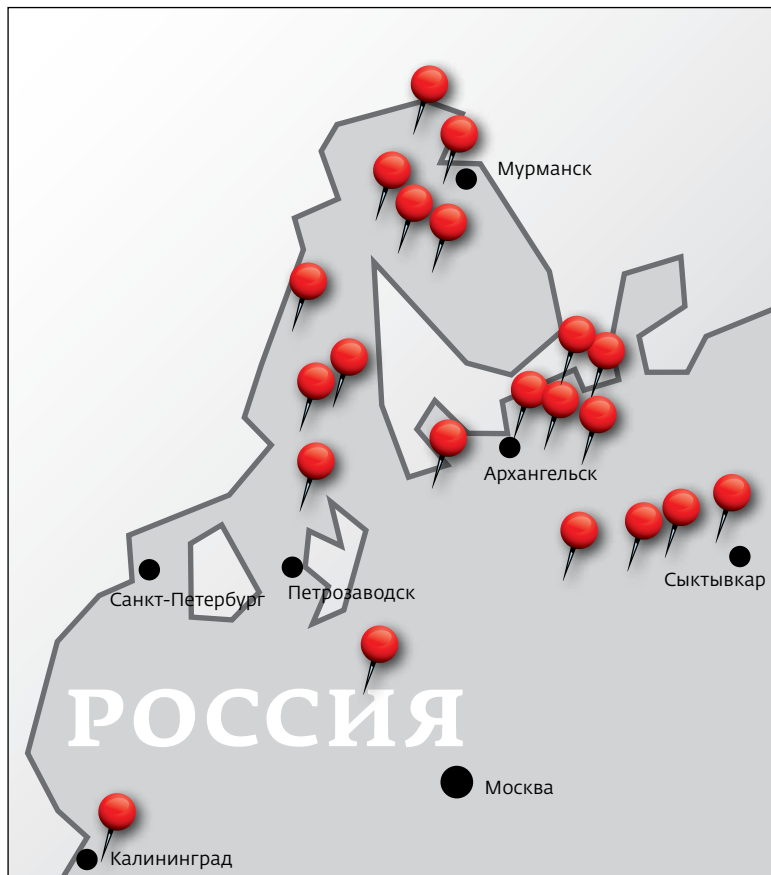 Мурманск
Архангельск
Сыктывкар
Санкт-Петербург
Петрозаводск
РОССИЯ
Москва
Калининград